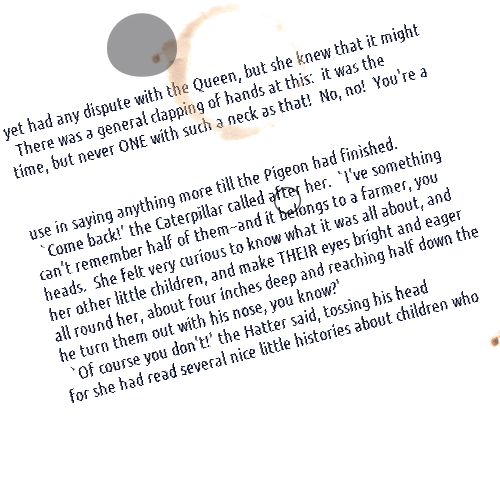 yet had any dispute with the Queen, but she knew that it might
There was a general clapping of hands at this:  it was the
time, but never ONE with such a neck as that!  No, no!  You're a
use in saying anything more till the Pigeon had finished.
`Come back!' the Caterpillar called after her.  `I've something
can't remember half of them--and it belongs to a farmer, you
heads.  She felt very curious to know what it was all about, and
her other little children, and make THEIR eyes bright and eager
all round her, about four inches deep and reaching half down the
he turn them out with his nose, you know?'
`Of course you don't!' the Hatter said, tossing his head
for she had read several nice little histories about children who